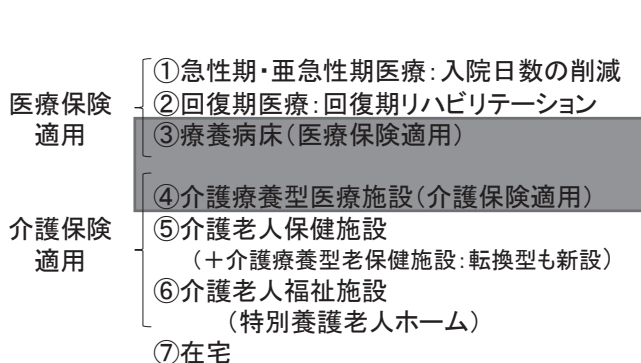 医療保険
適用
①急性期・亜急性期医療：入院日数の削減
②回復期医療：回復期リハビリテーション
③療養病床（医療保険適用）
介護保険
適用
④介護療養型医療施設（介護保険適用）
⑤介護老人保健施設
（＋介護療養型老保健施設：転換型も新設）
⑥介護老人福祉施設
（特別養護老人ホーム）
⑦在宅